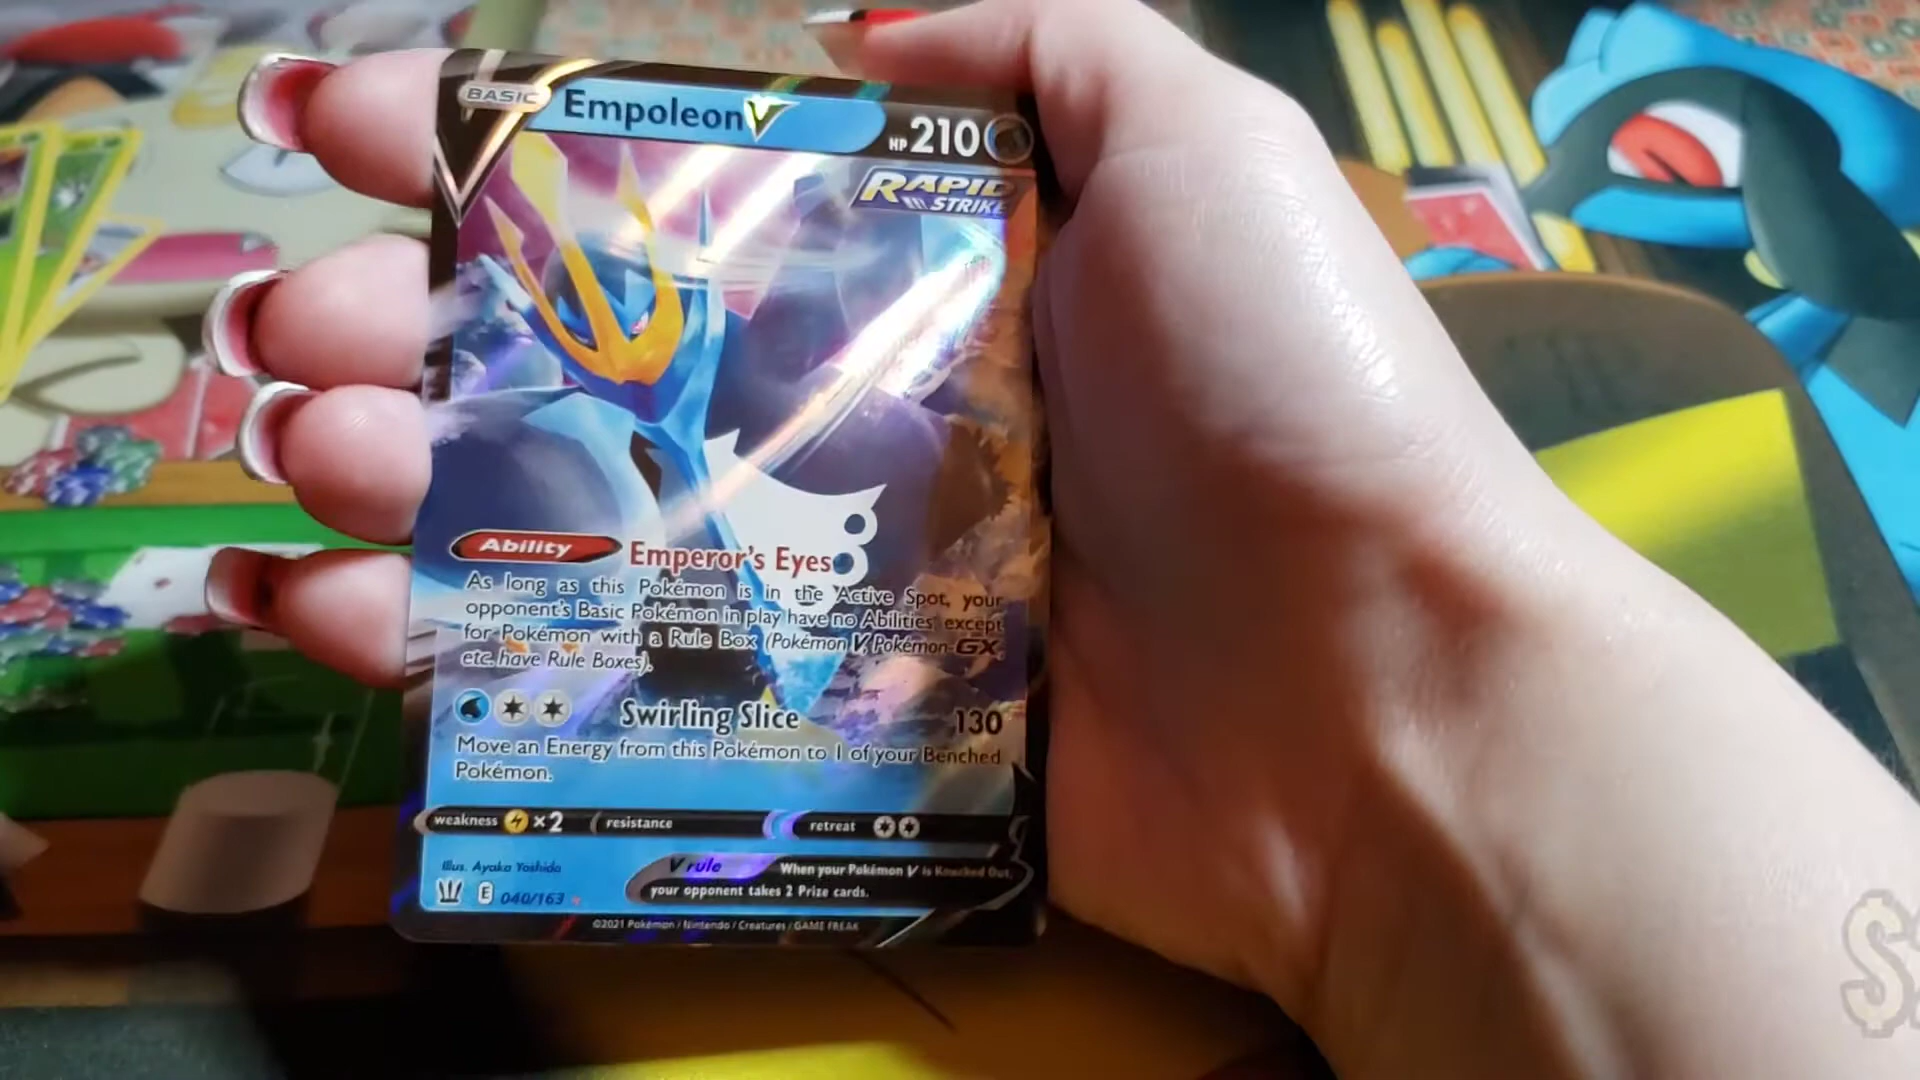 BASIC
Empoleon V
HP 210
RAPID
STRIKE
Ability Emperor's Eyes
As long as this Pokémon is in the Active Spot, your
opponent's Basic Pokémon in play have no Abilities except
for Pokémon with a Rule Box (Pokémon V, Pokémon-GX,
etc. have Rule Boxes).
Swirling Slice 130
Move an Energy from this Pokémon to 1 of your Benched
Pokémon.
weakness ×2 resistance retreat
Illus. Ayaka Yoshida
V rule When your Pokémon V is Knocked Out,
your opponent takes 2 Prize cards.
E 040/163
©2021 Pokémon / Nintendo / Creatures / GAME FREAK